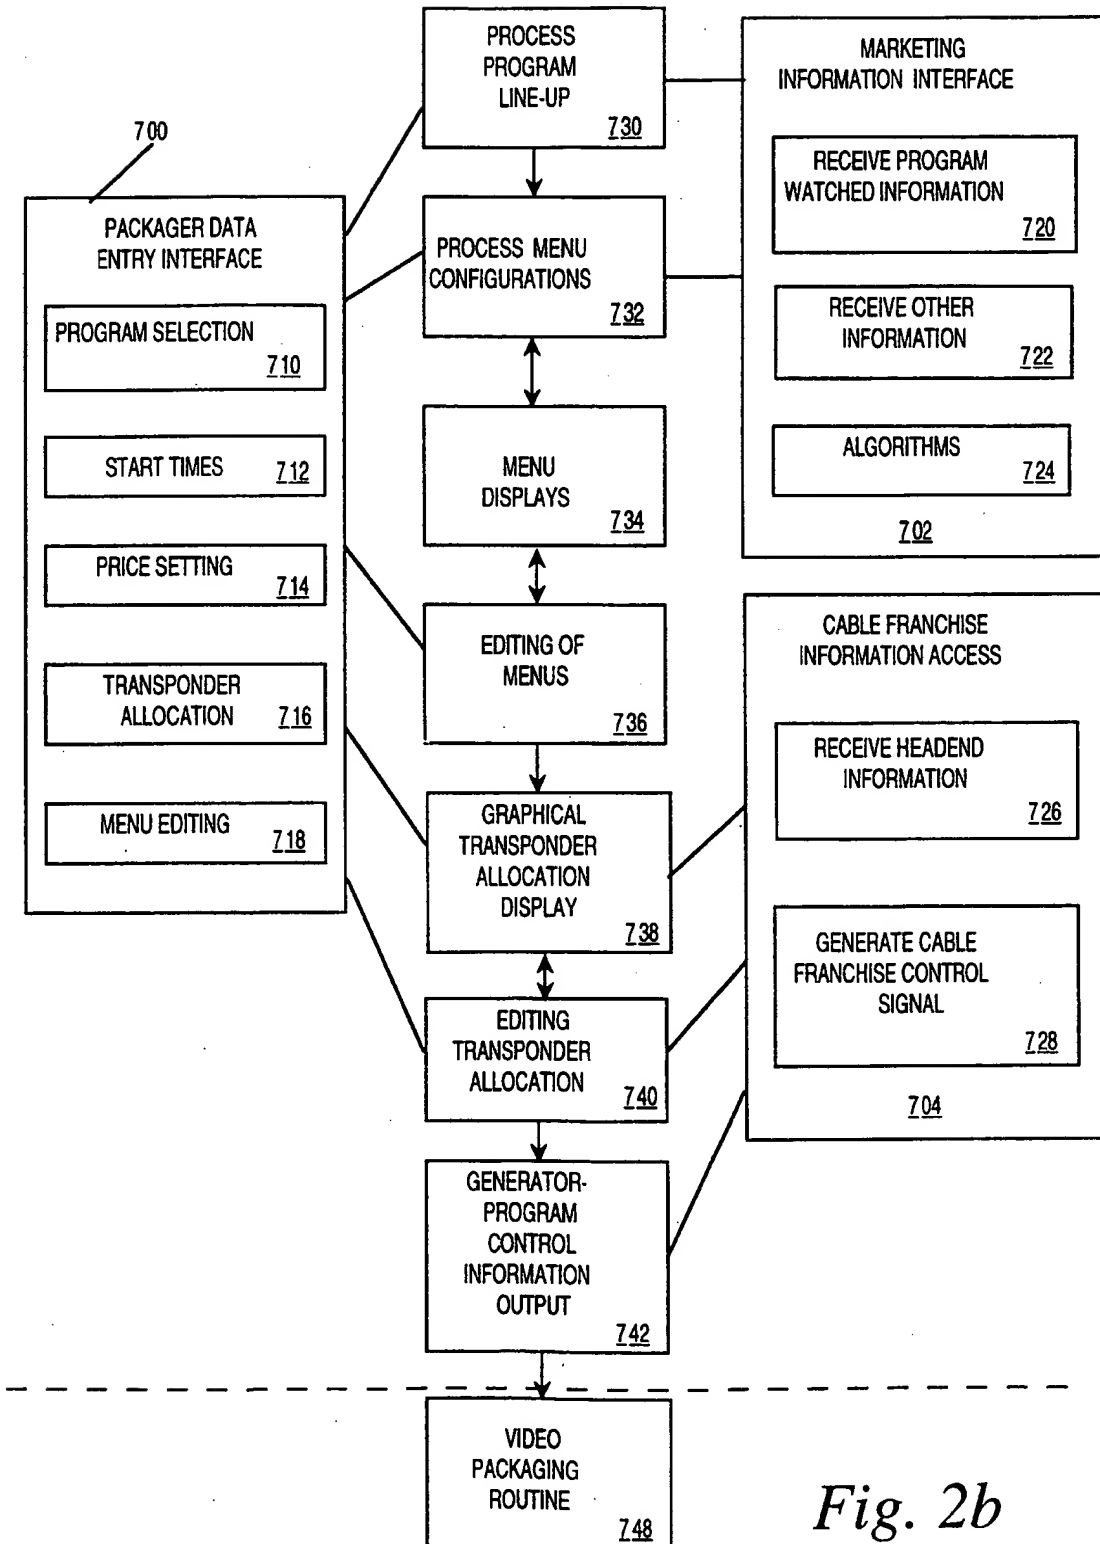 PROCESS
PROGRAM
LINE-UP
730
MARKETING
INFORMATION INTERFACE
RECEIVE PROGRAM
WATCHED INFORMATION
720
RECEIVE OTHER
INFORMATION
722
ALGORITHMS
724
702
700
PACKAGER DATA
ENTRY INTERFACE
PROGRAM SELECTION
710
START TIMES
712
PRICE SETTING
714
TRANSPONDER
ALLOCATION
716
MENU EDITING
718
PROCESS MENU
CONFIGURATIONS
732
MENU
DISPLAYS
734
EDITING OF
MENUS
736
GRAPHICAL
TRANSPONDER
ALLOCATION
DISPLAY
738
EDITING
TRANSPONDER
ALLOCATION
740
GENERATOR-
PROGRAM
CONTROL
INFORMATION
OUTPUT
742
CABLE FRANCHISE
INFORMATION ACCESS
RECEIVE HEADEND
INFORMATION
726
GENERATE CABLE
FRANCHISE CONTROL
SIGNAL
728
704
VIDEO
PACKAGING
ROUTINE
748
Fig. 2b